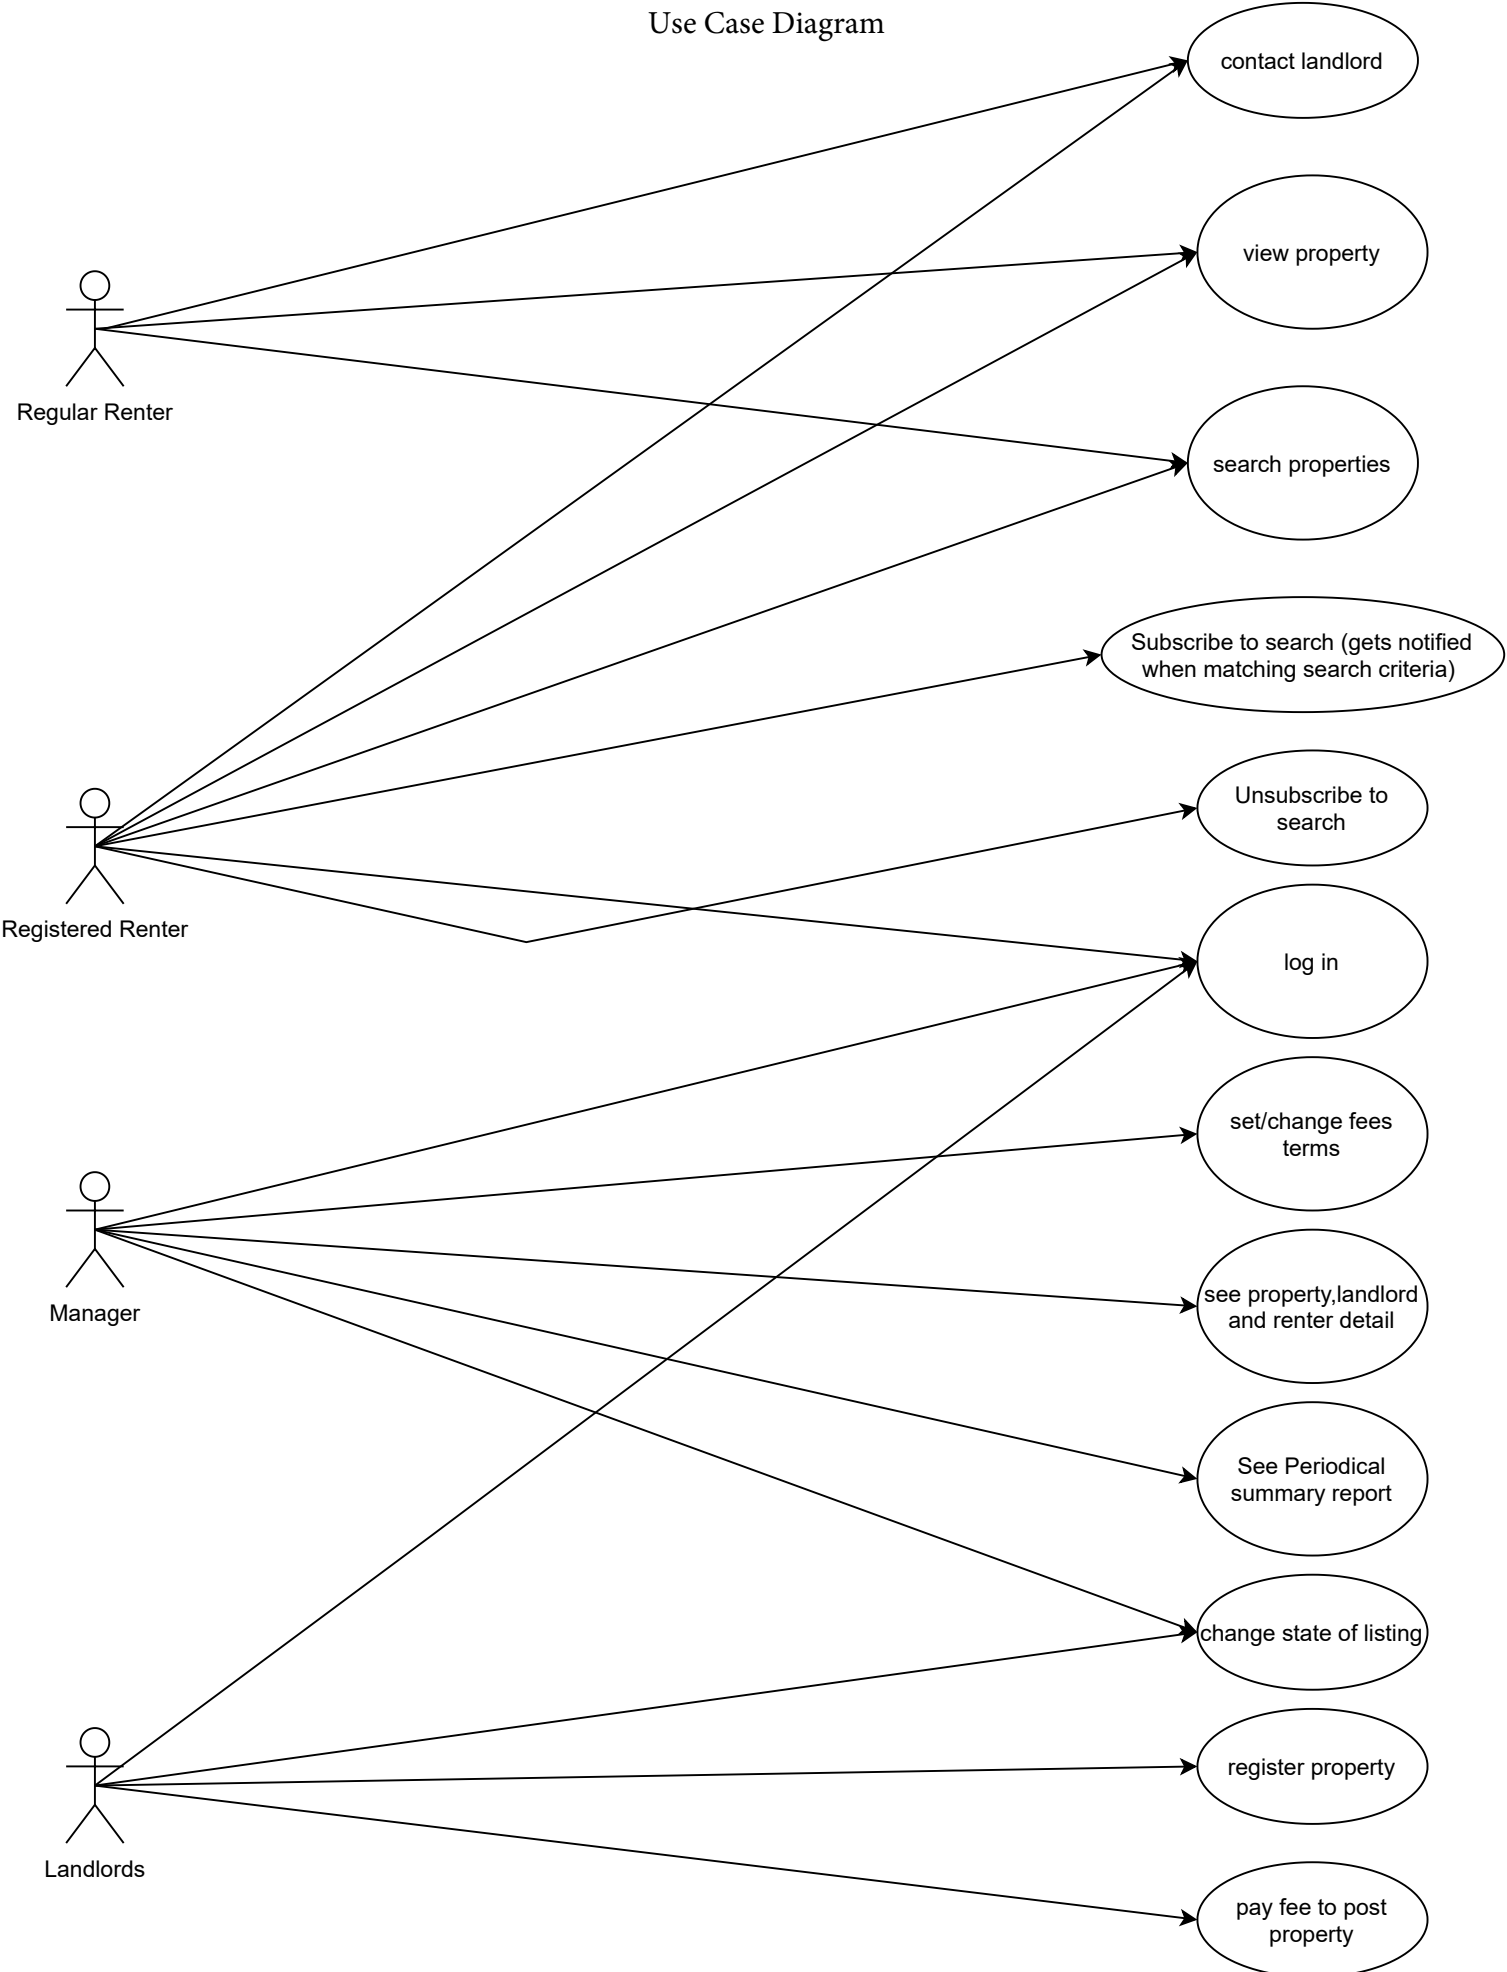 Use Case Diagram
contact landlord
view property
Regular Renter
search properties
Subscribe to search (gets notified
when matching search criteria)
Unsubscribe to
search
Registered Renter
log in
set/change fees
terms
see property,landlord
and renter detail
Manager
See Periodical
summary report
change state of listing
register property
Landlords
pay fee to post
property